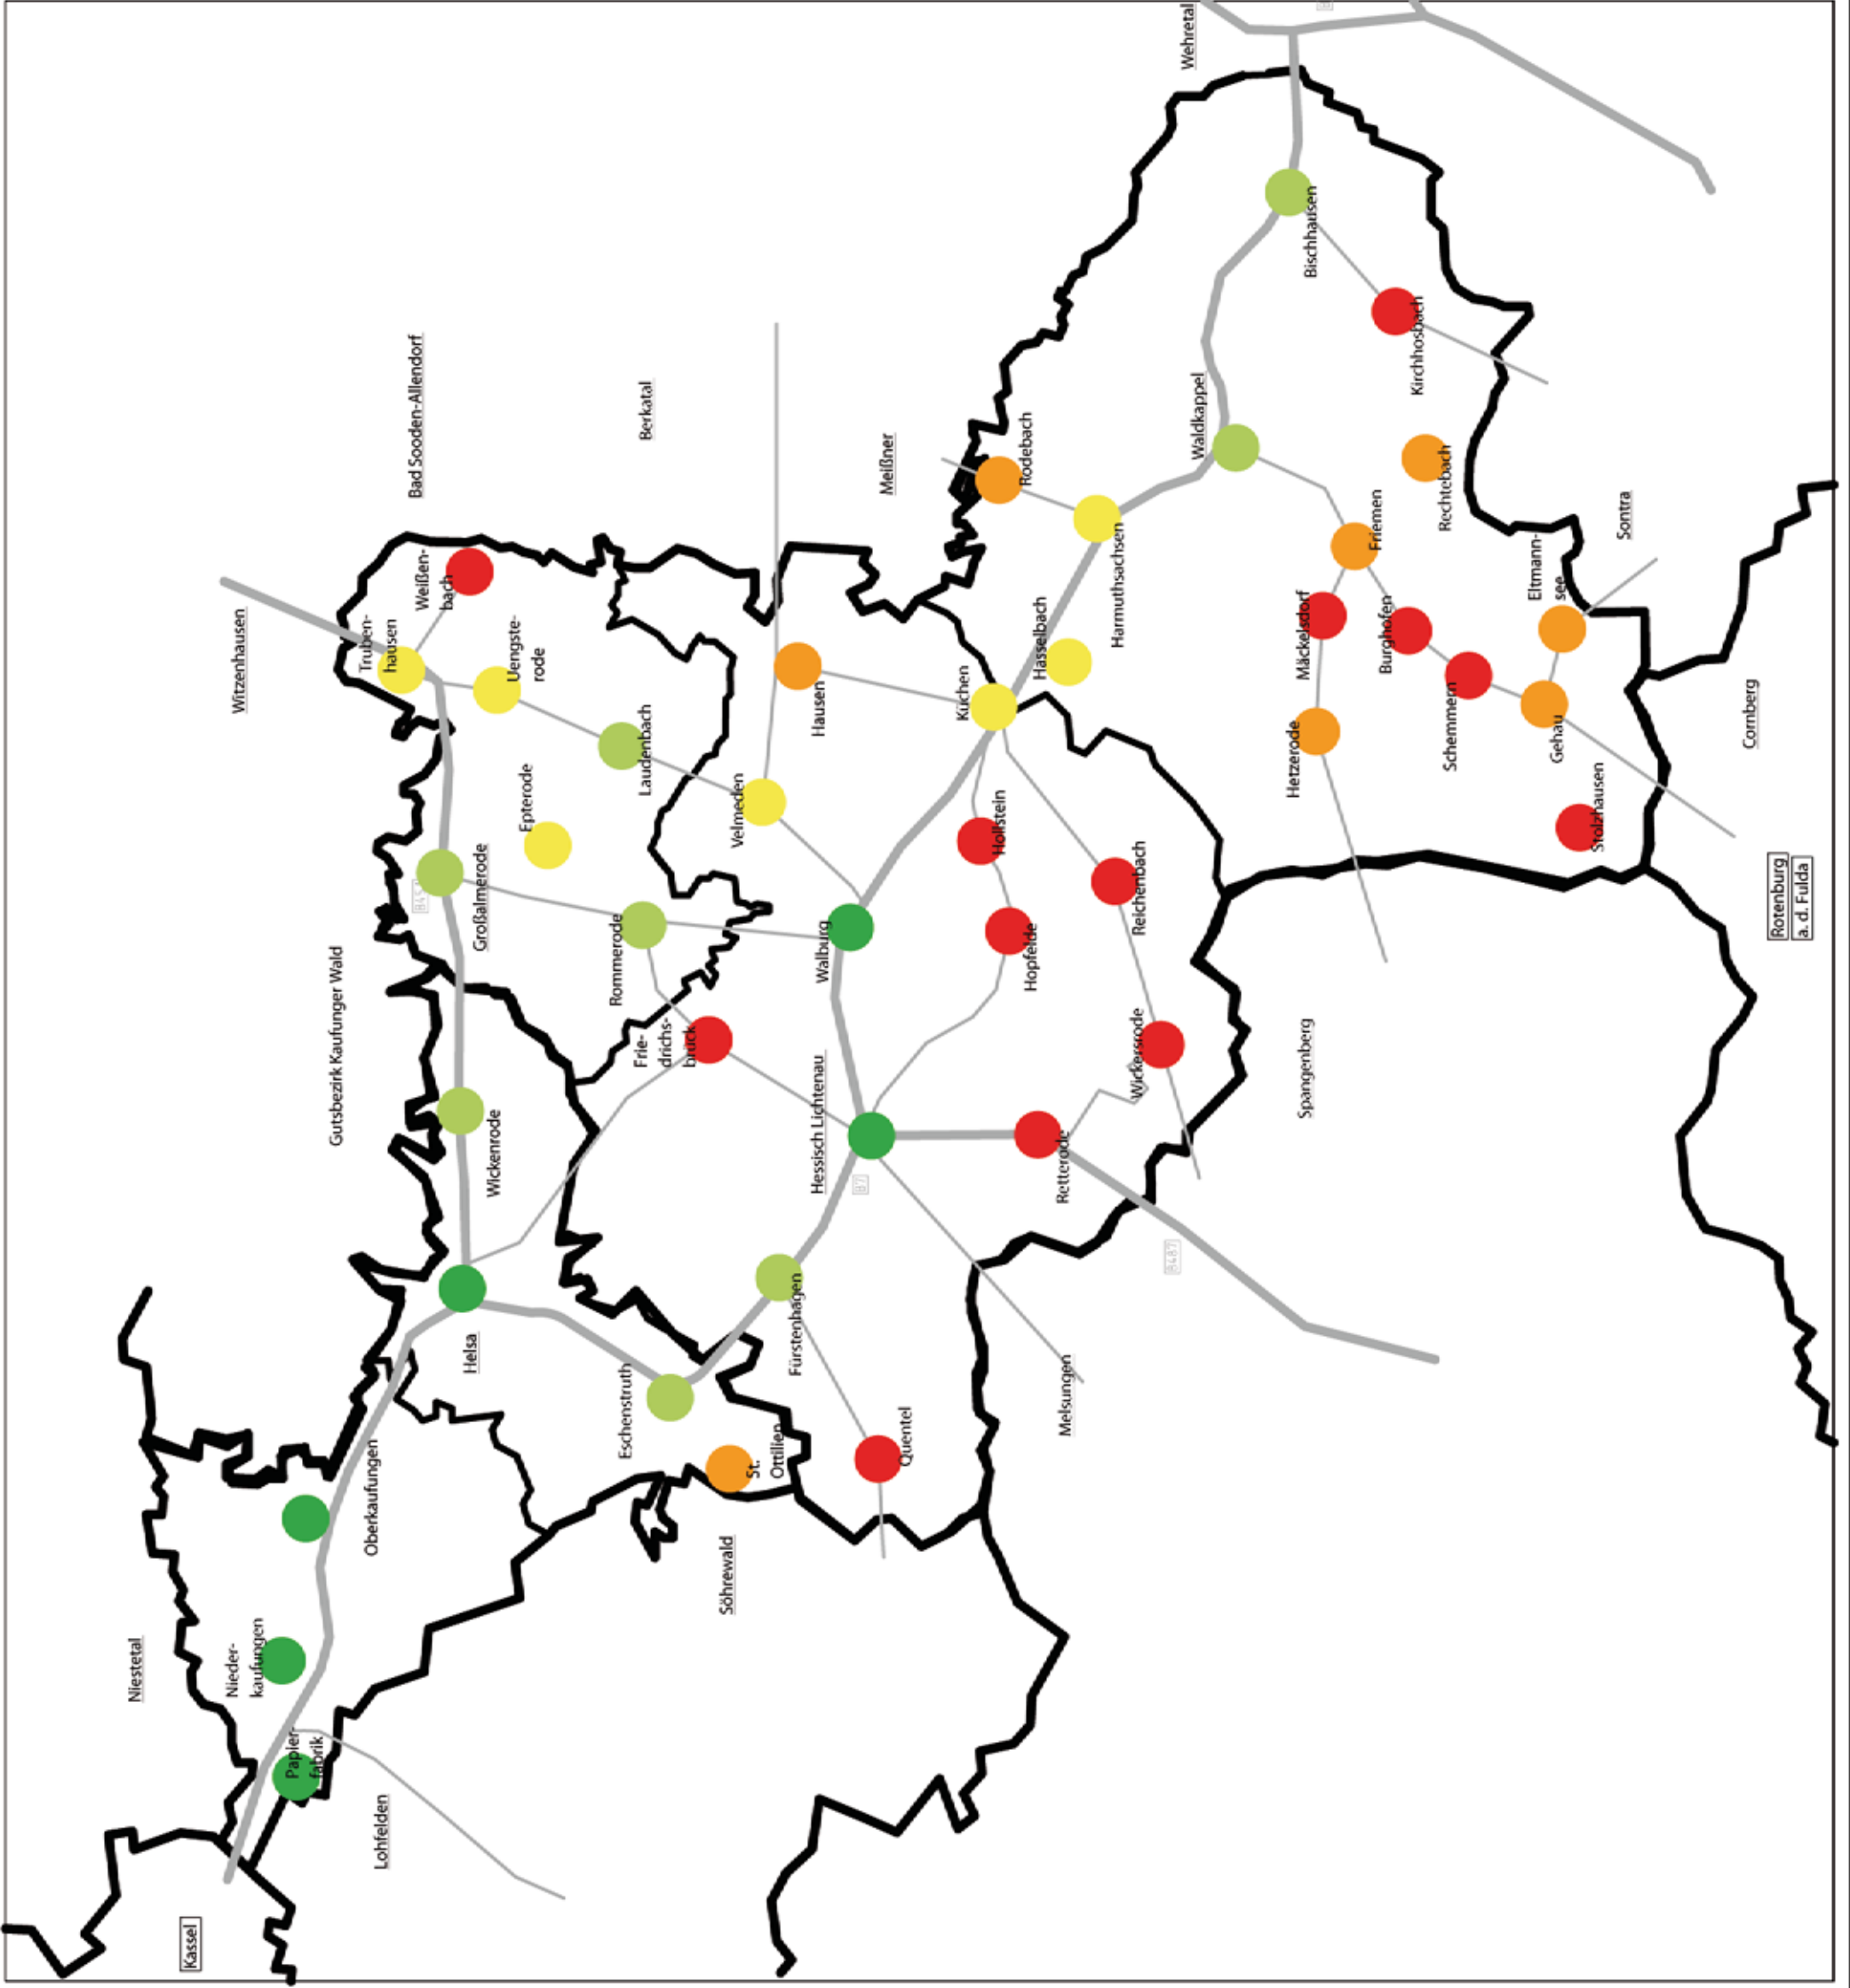 Niestetal
Kassel
Nieder-
kaufungen
Witzenhausen
Papier-
fabrik
Gutsbezirk Kaufunger Wald
Truben-
hausen
Oberkaufungen
Lohfelden
Bad Sooden-Allendorf
Weißen-
bach
Helsa
Großalmerode
Wickenrode
Uengste-
rode
Epterode
Rommerode
Eschenstruth
Frie-
drichs-
brück
Laudenbach
Berkatal
Söhrewald
Velmeden
St.
Ottilien
Fürstenhagen
Hessisch Lichtenau
Hausen
Walburg
B7
Meißner
Quentel
Küchen
Hollstein
Rodebach
Hopfelde
Hasselbach
Retterode
Melsungen
Harmuthsachsen
Wickersrode
Reichenbach
B487
Wehretal
Waldkappel
Hetzerode
Mäckelsdorf
Spangenberg
Bischhausen
Friemen
Burghofen
Kirchhosbach
Rechtebach
Schemmern
Eltmann-
see
Gehau
Stolzhausen
Sontra
Cornberg
Rotenburg
a. d. Fulda